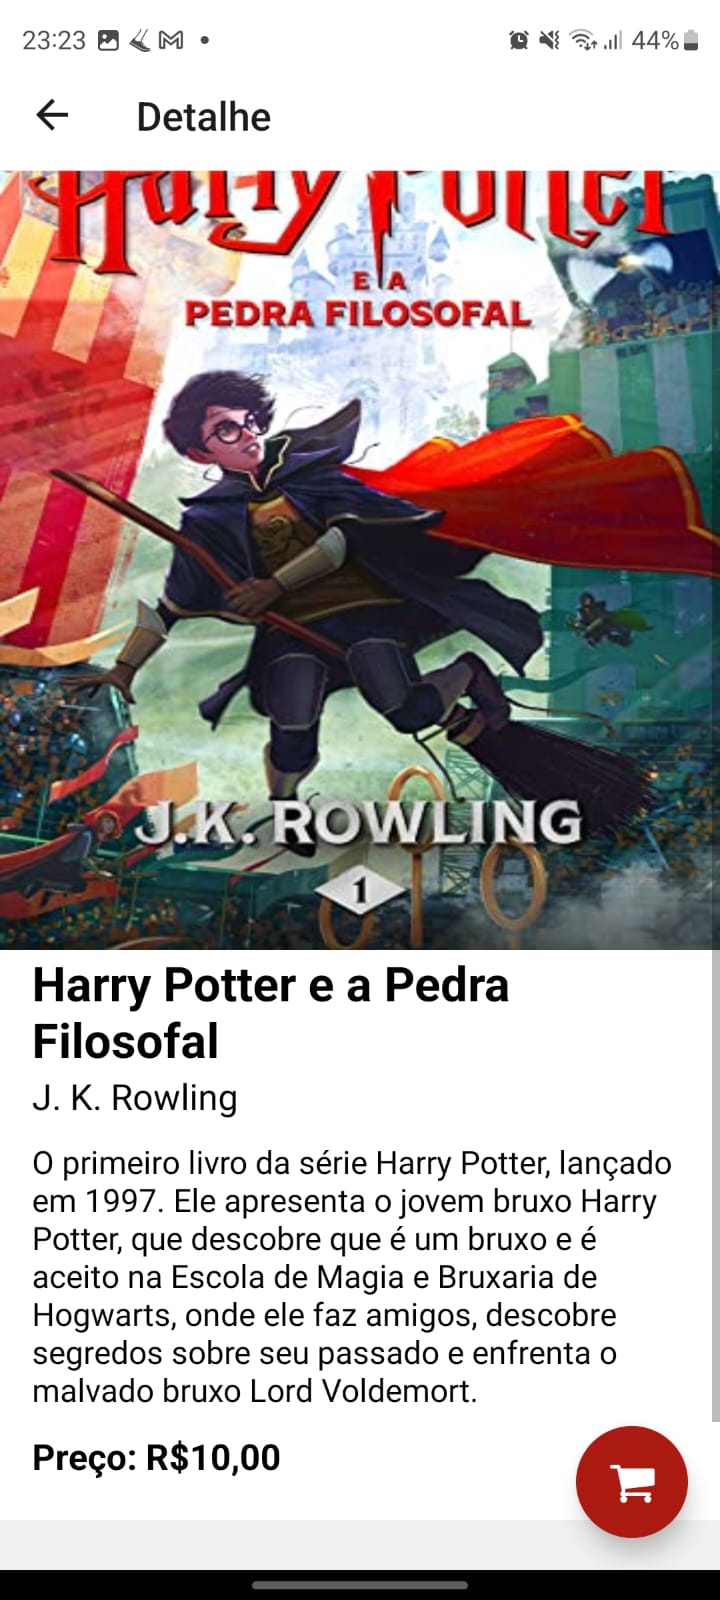 23:23
44%
Detalhe
Harry Potter
E A
PEDRA FILOSOFAL
J.K. ROWLING
1
Harry Potter e a Pedra
Filosofal
J. K. Rowling
O primeiro livro da série Harry Potter, lançado
em 1997. Ele apresenta o jovem bruxo Harry
Potter, que descobre que é um bruxo e é
aceito na Escola de Magia e Bruxaria de
Hogwarts, onde ele faz amigos, descobre
segredos sobre seu passado e enfrenta o
malvado bruxo Lord Voldemort.
Preço: R$10,00